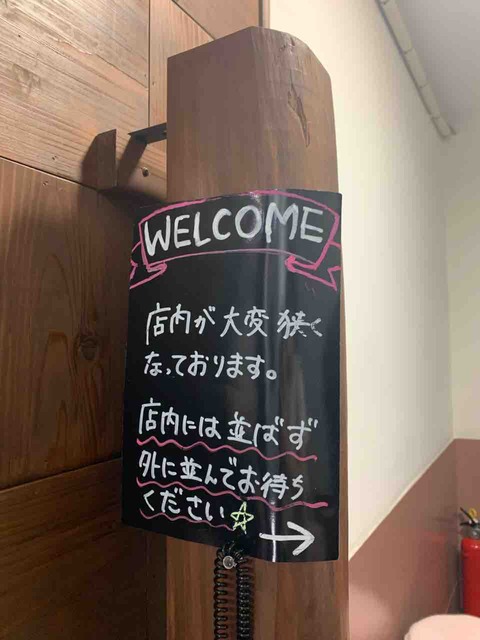 WELCOME
店内が大変狭く
なっております。
店内には並ばず
外に並んでお待ち
ください☆
→